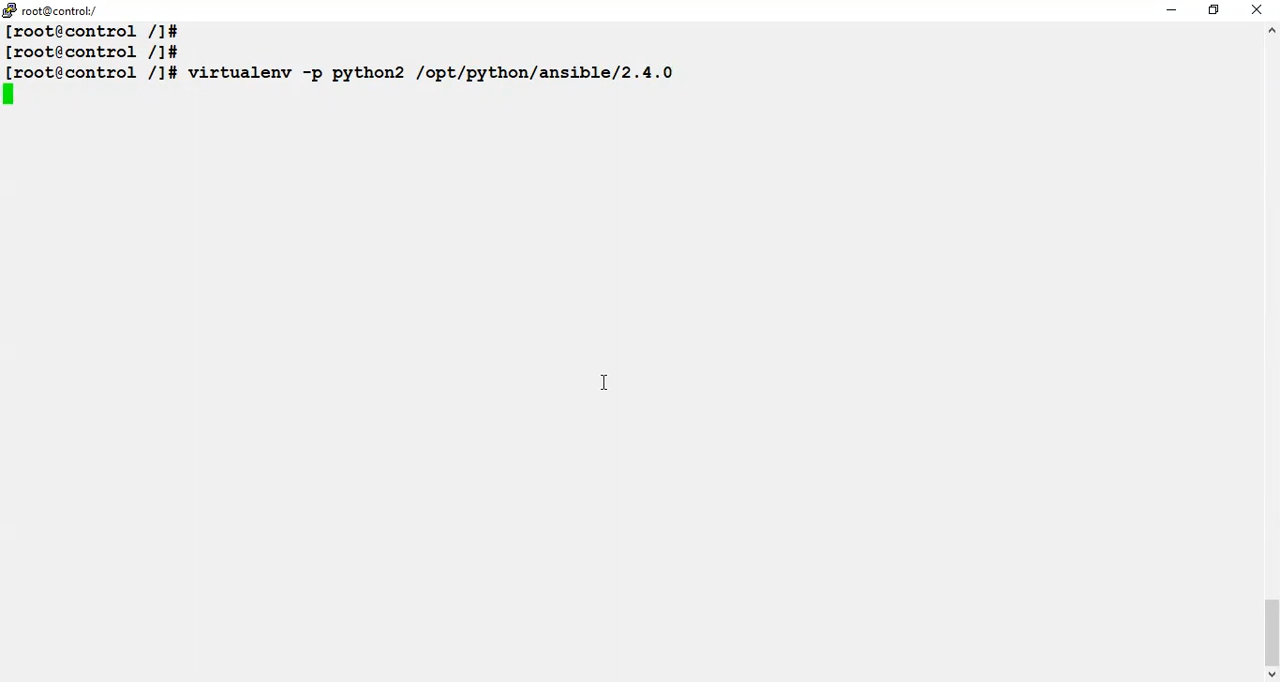 root@control:/
[root@control /]#
[root@control /]#
[root@control /]# virtualenv -p python2 /opt/python/ansible/2.4.0